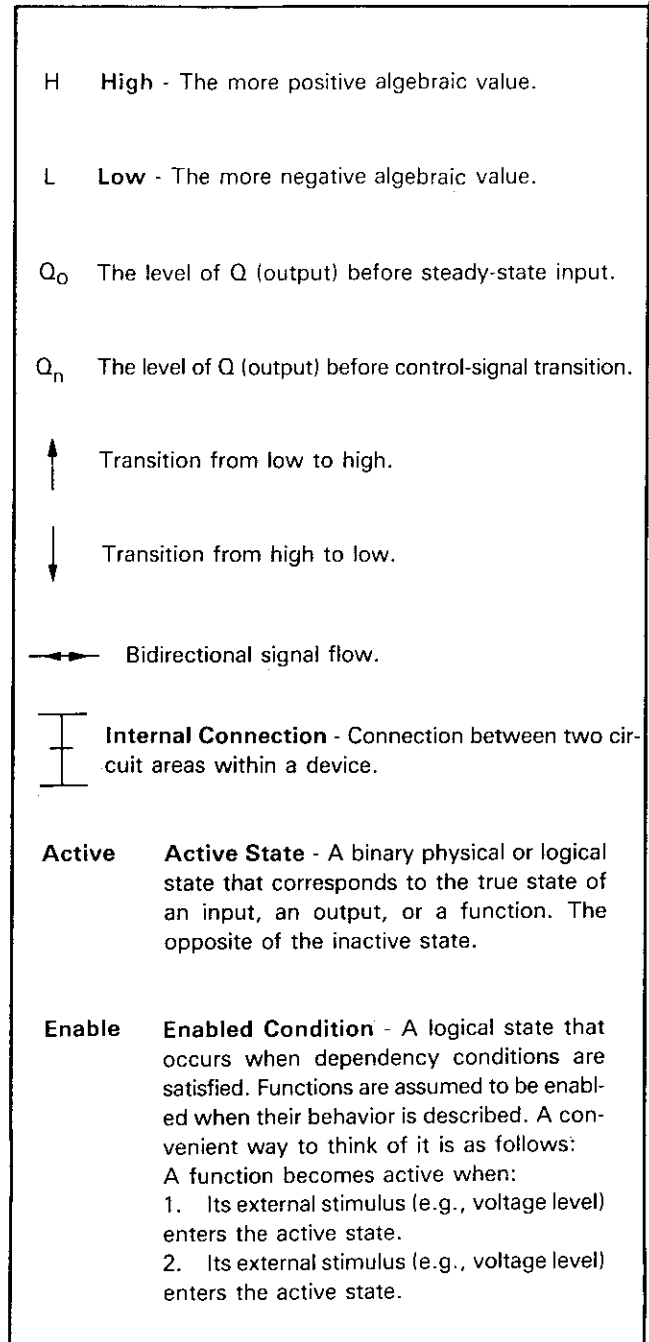 H High - The more positive algebraic value.
L Low - The more negative algebraic value.
Qo The level of Q (output) before steady-state input.
Qn The level of Q (output) before control-signal transition.
Transition from low to high.
Transition from high to low.
Bidirectional signal flow.
Internal Connection - Connection between two cir-
cuit areas within a device.
Active Active State - A binary physical or logical
state that corresponds to the true state of
an input, an output, or a function. The
opposite of the inactive state.
Enable Enabled Condition - A logical state that
occurs when dependency conditions are
satisfied. Functions are assumed to be enabl-
ed when their behavior is described. A con-
venient way to think of it is as follows:
A function becomes active when:
1. Its external stimulus (e.g., voltage level)
enters the active state.
2. Its external stimulus (e.g., voltage level)
enters the active state.